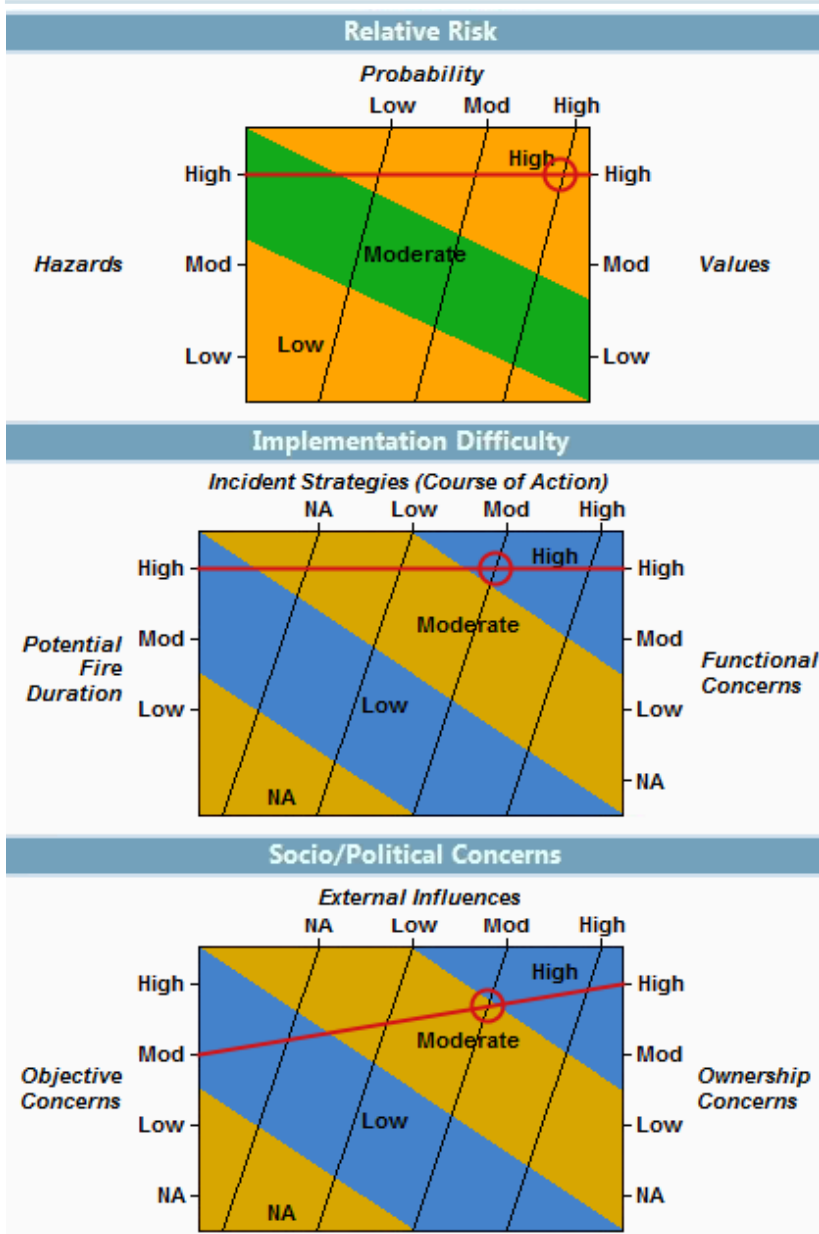 Relative Risk
Probability
Low Mod High
High High High
Hazards Mod Moderate Mod Values
Low Low Low
Implementation Difficulty
Incident Strategies (Course of Action)
NA Low Mod High
High High High
Potential Fire Duration Mod Moderate Mod Functional Concerns
Low Low Low
NA NA
Socio/Political Concerns
External Influences
NA Low Mod High
High High High
Mod Moderate Mod
Objective Concerns Ownership Concerns
Low Low Low
NA NA NA